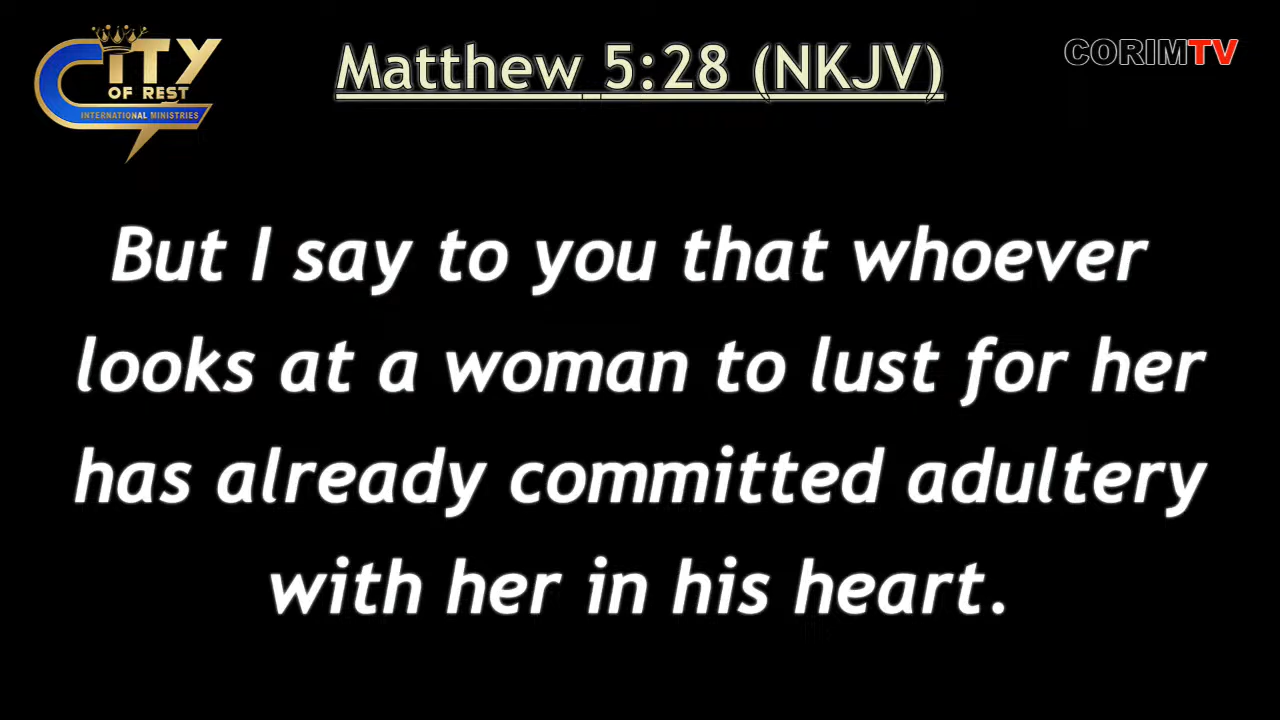 CITY
OF REST
INTERNATIONAL MINISTRIES
Matthew 5:28 (NKJV)
CORIMTV
But I say to you that whoever
looks at a woman to lust for her
has already committed adultery
with her in his heart.